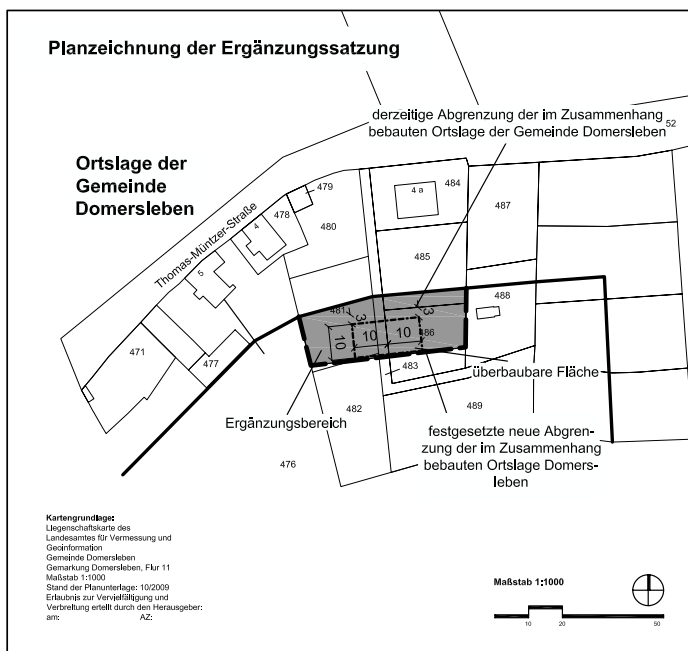 Planzeichnung der Ergänzungssatzung
derzeitige Abgrenzung der im Zusammenhang
bebauten Ortslage der Gemeinde Domersleben
52
Ortslage der
Gemeinde
Domersleben
Thomas-Müntzer-Straße
479
478
480
4 a
484
487
4
5
485
481
3
3
488
10
10
10
486
471
477
483
überbaubare Fläche
Ergänzungsbereich
482
489
festgesetzte neue Abgren-
zung der im Zusammenhang
bebauten Ortslage Domers-
leben
476
Kartengrundlage:
Liegenschaftskarte des
Landesamtes für Vermessung und
Geoinformation
Gemeinde Domersleben
Gemarkung Domersleben, Flur 11
Maßstab 1:1000
Stand der Planunterlage: 10/2009
Erlaubnis zur Vervielfältigung und
Verbreitung erteilt durch den Herausgeber:
am: AZ:
Maßstab 1:1000
10 20 50